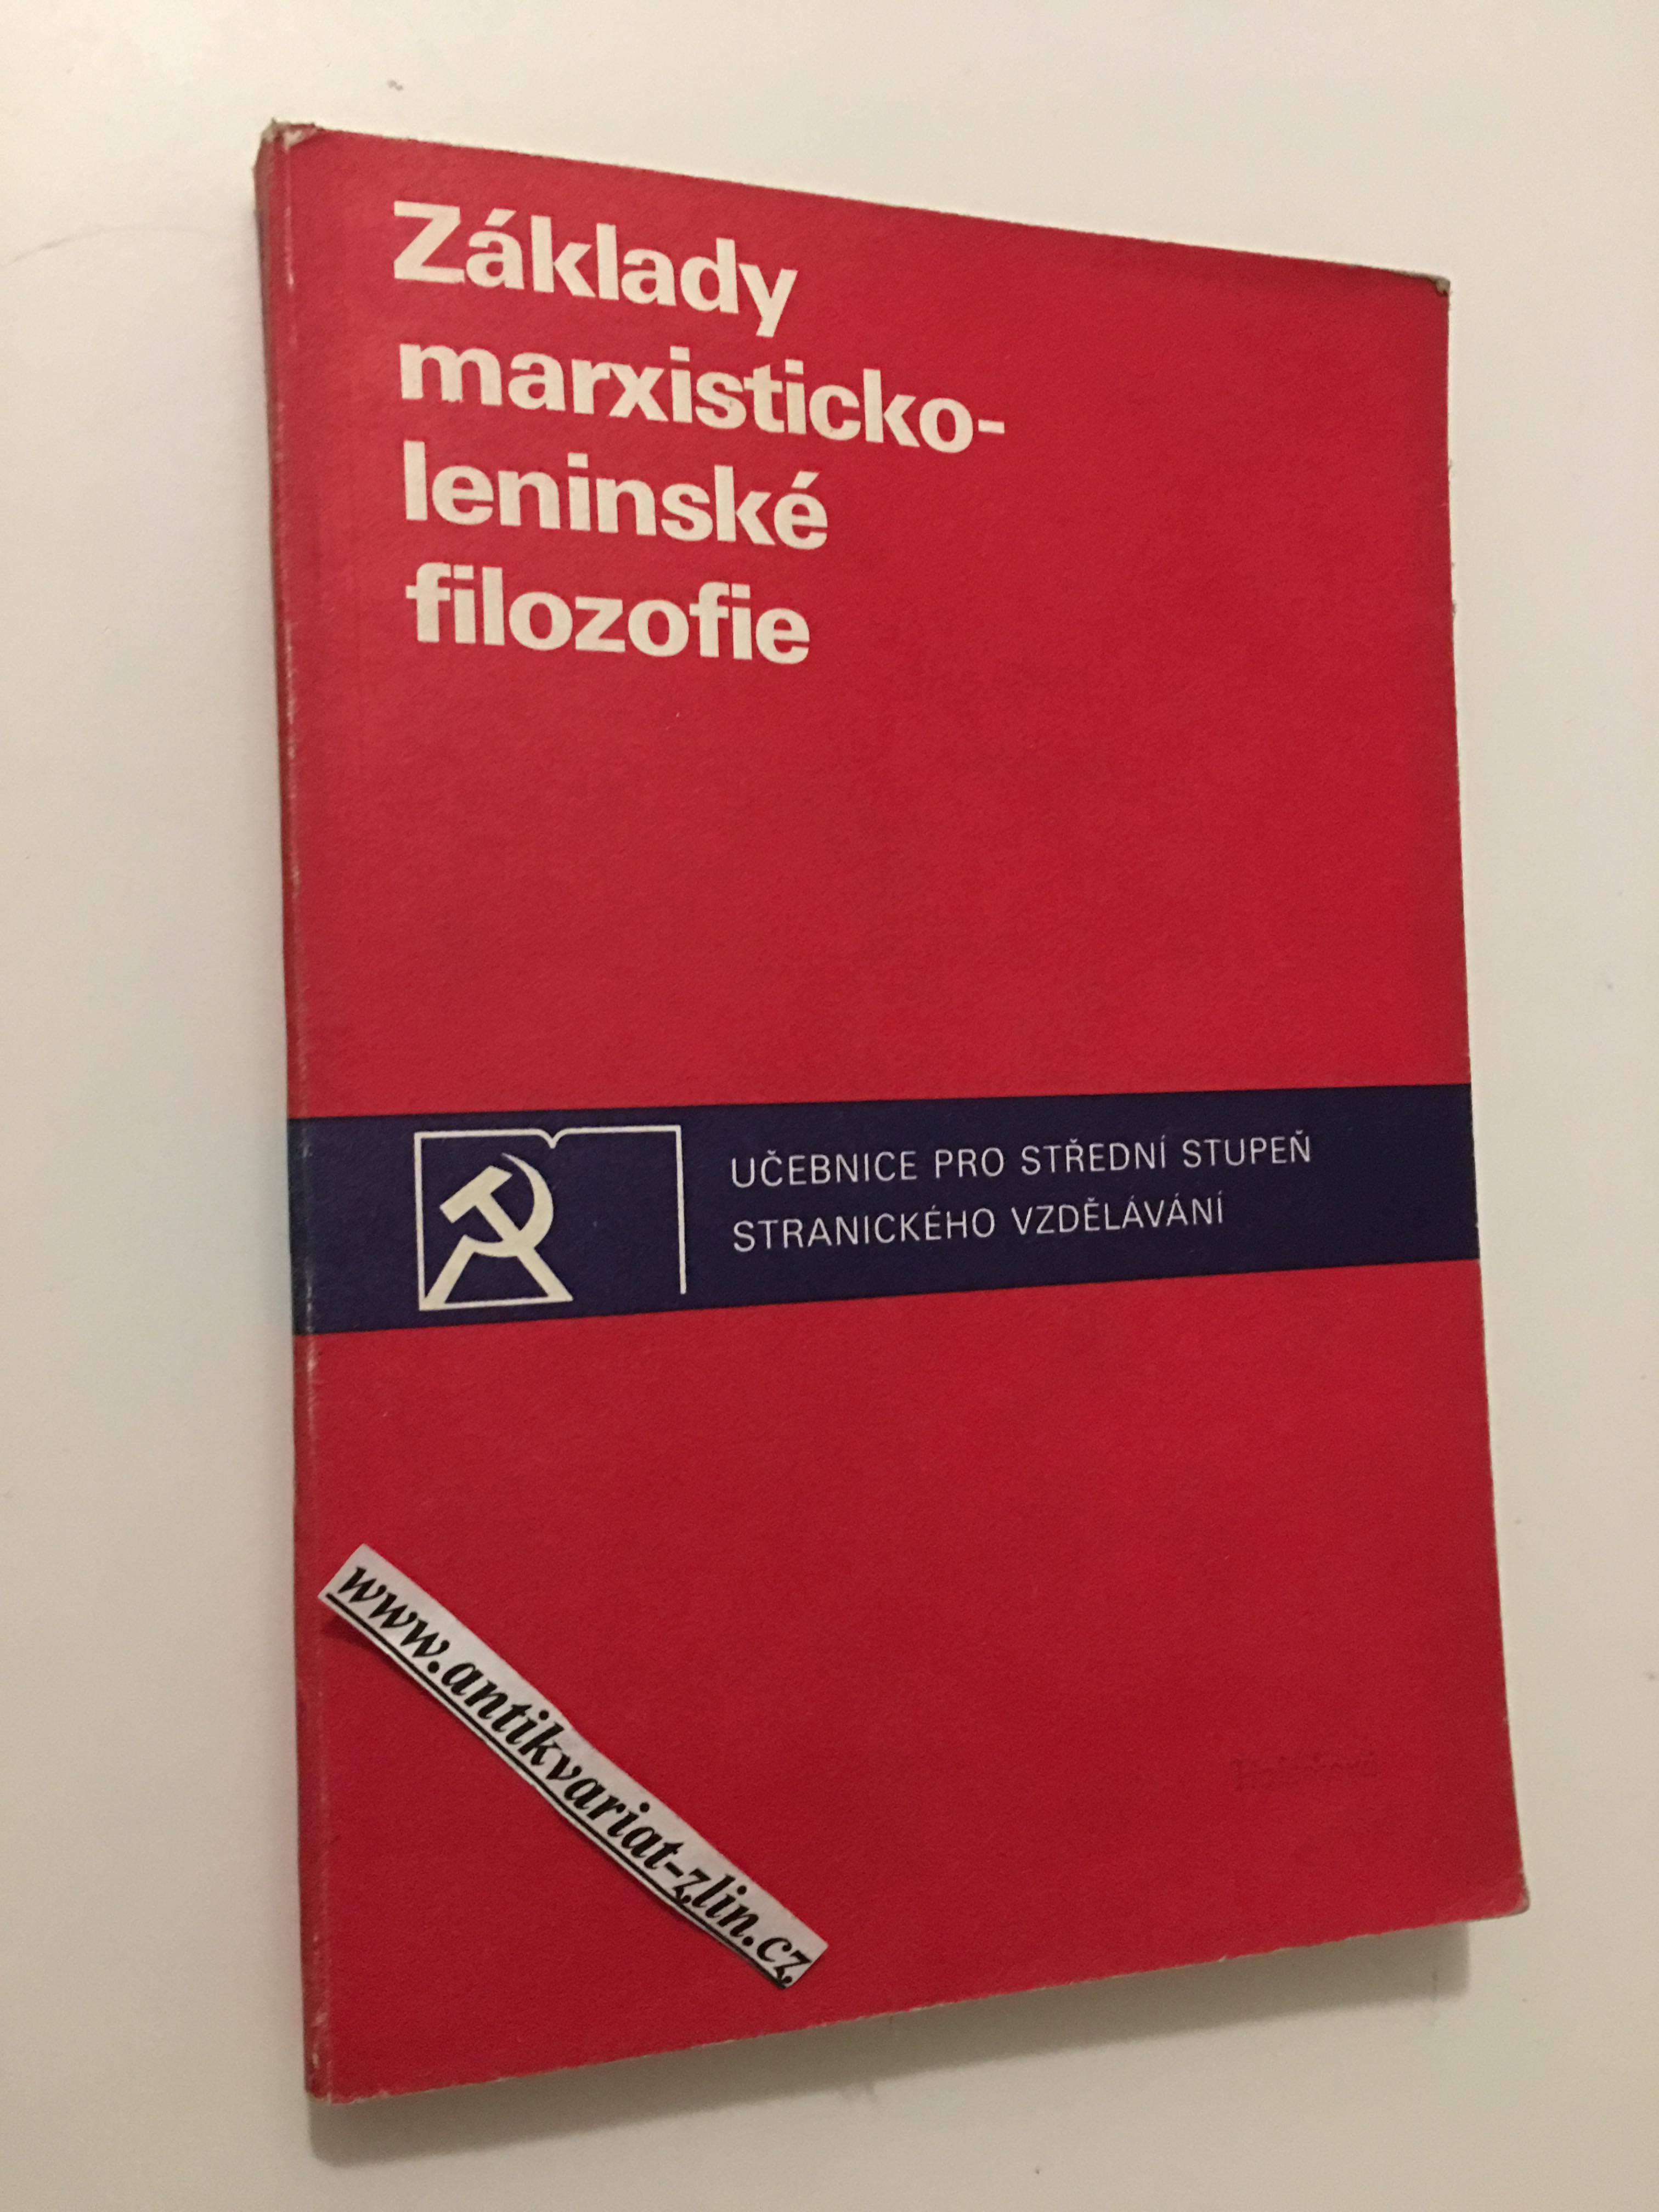 Základy
marxisticko-
leninské
filozofie
UČEBNICE PRO STŘEDNÍ STUPEŇ
STRANICKÉHO VZDĚLÁVÁNÍ
www.antikvariat-zlin.cz